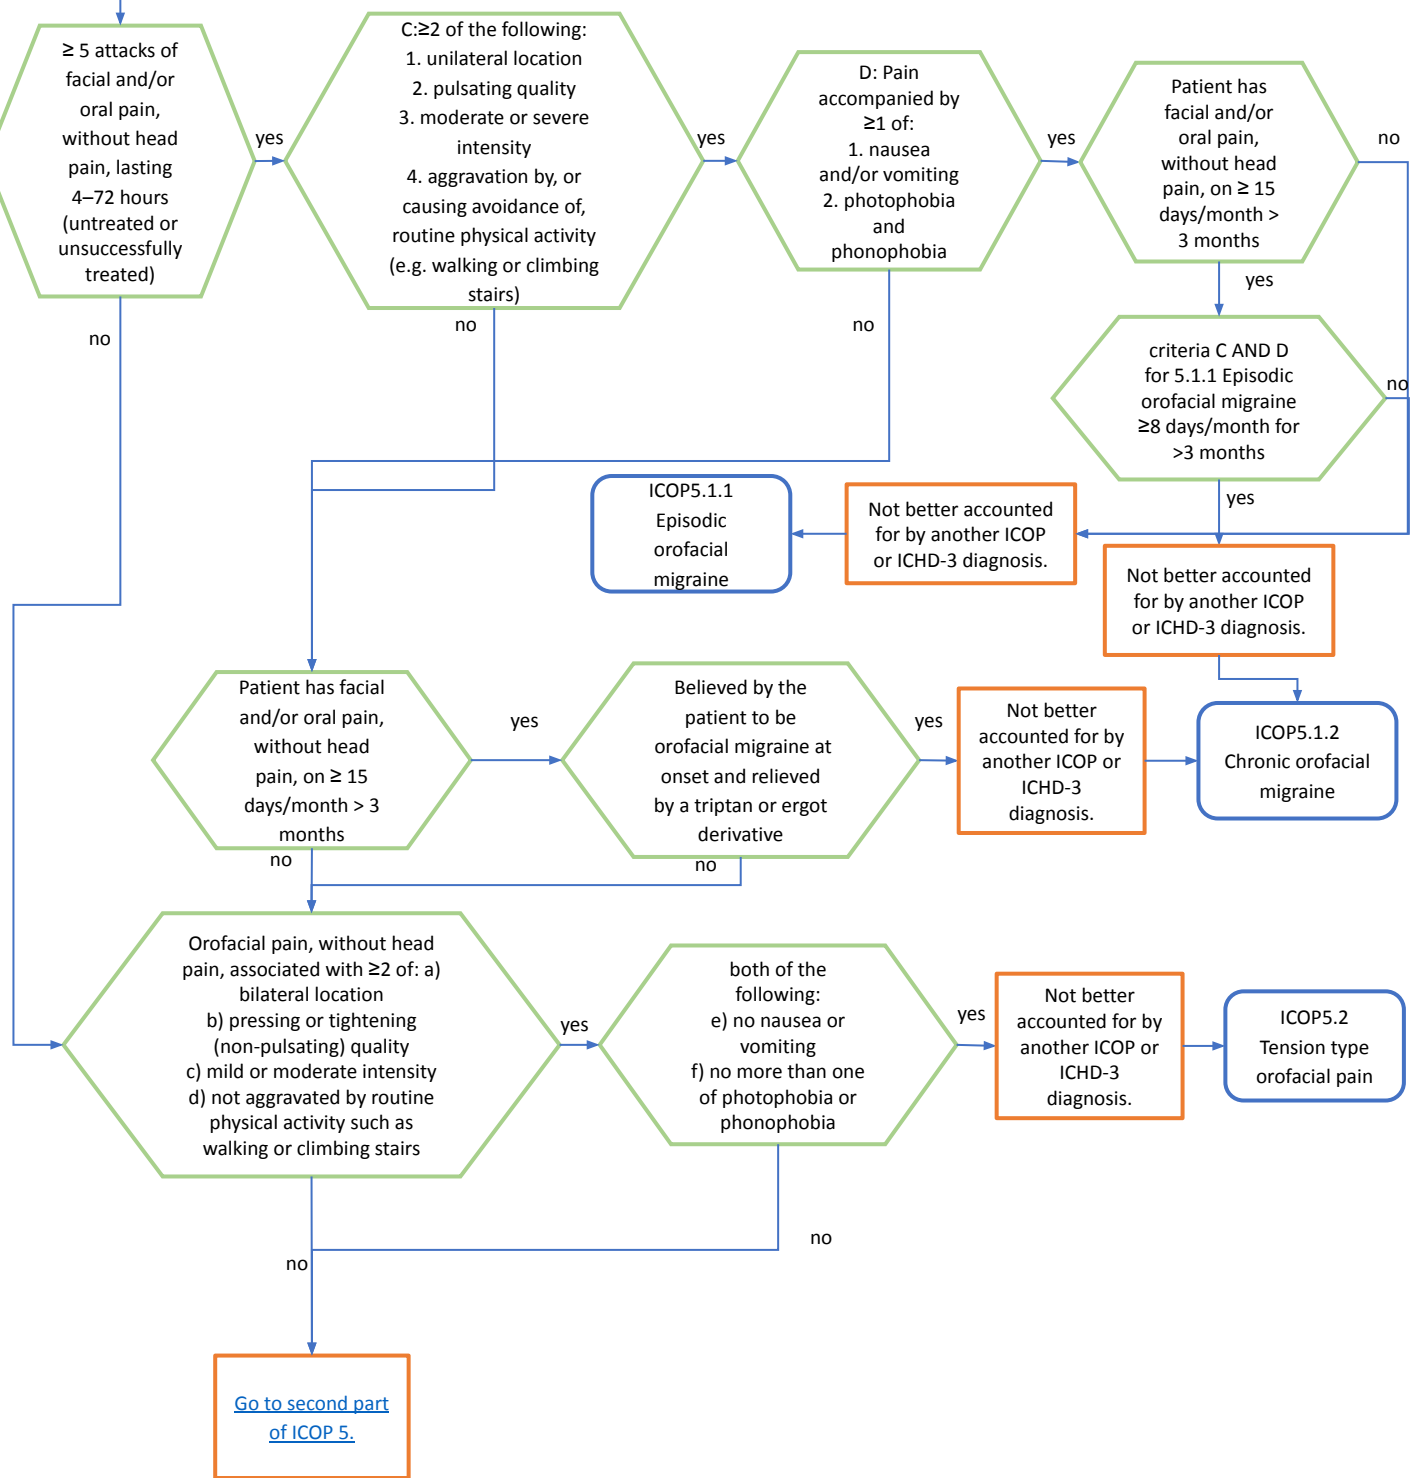 ≥ 5 attacks of
facial and/or
oral pain,
without head
pain, lasting
4–72 hours
(untreated or
unsuccessfully
treated)
yes
no
C:≥2 of the following:
1. unilateral location
2. pulsating quality
3. moderate or severe
intensity
4. aggravation by, or
causing avoidance of,
routine physical activity
(e.g. walking or climbing
stairs)
yes
no
D: Pain
accompanied by
≥1 of:
1. nausea
and/or vomiting
2. photophobia
and
phonophobia
yes
no
Patient has
facial and/or
oral pain,
without head
pain, on ≥ 15
days/month >
3 months
no
yes
criteria C AND D
for 5.1.1 Episodic
orofacial migraine
≥8 days/month for
>3 months
no
yes
ICOP5.1.1
Episodic
orofacial
migraine
Not better accounted
for by another ICOP
or ICHD-3 diagnosis.
Not better accounted
for by another ICOP
or ICHD-3 diagnosis.
Patient has facial
and/or oral pain,
without head
pain, on ≥ 15
days/month > 3
months
yes
no
Believed by the
patient to be
orofacial migraine at
onset and relieved
by a triptan or ergot
derivative
yes
no
Not better
accounted for by
another ICOP or
ICHD-3
diagnosis.
ICOP5.1.2
Chronic orofacial
migraine
Orofacial pain, without head
pain, associated with ≥2 of: a)
bilateral location
b) pressing or tightening
(non-pulsating) quality
c) mild or moderate intensity
d) not aggravated by routine
physical activity such as
walking or climbing stairs
yes
no
both of the
following:
e) no nausea or
vomiting
f) no more than one
of photophobia or
phonophobia
yes
no
Not better
accounted for by
another ICOP or
ICHD-3
diagnosis.
ICOP5.2
Tension type
orofacial pain
Go to second part
of ICOP 5.